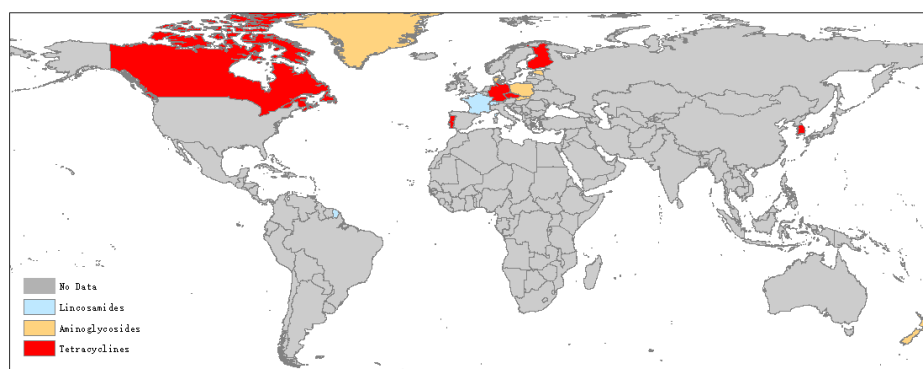 No Data
Lincosamides
Aminoglycosides
Tetracyclines